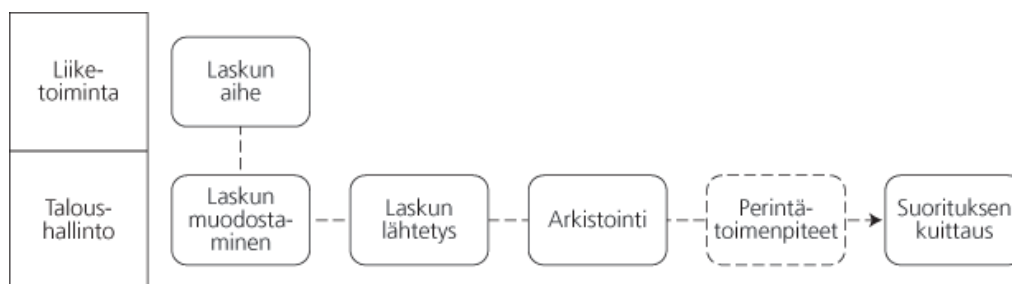 Liike-
toiminta
Laskun
aihe
Talous-
hallinto
Laskun
muodosta-
minen
Laskun
lähtetys
Arkistointi
Perintä-
toimenpiteet
Suorituksen
kuittaus